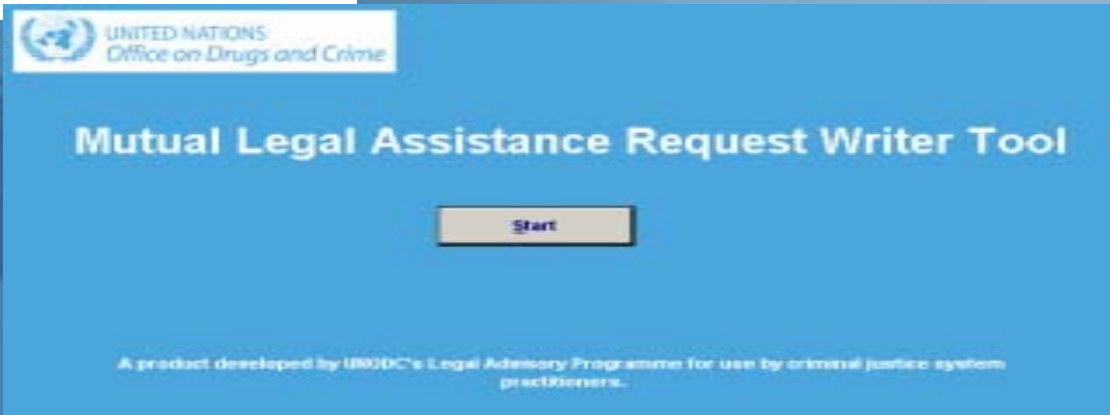 UNITED NATIONS
Office on Drugs and Crime
Mutual Legal Assistance Request Writer Tool
Start
A product developed by UNODC's Legal Advisory Programme for use by criminal justice system
practitioners.